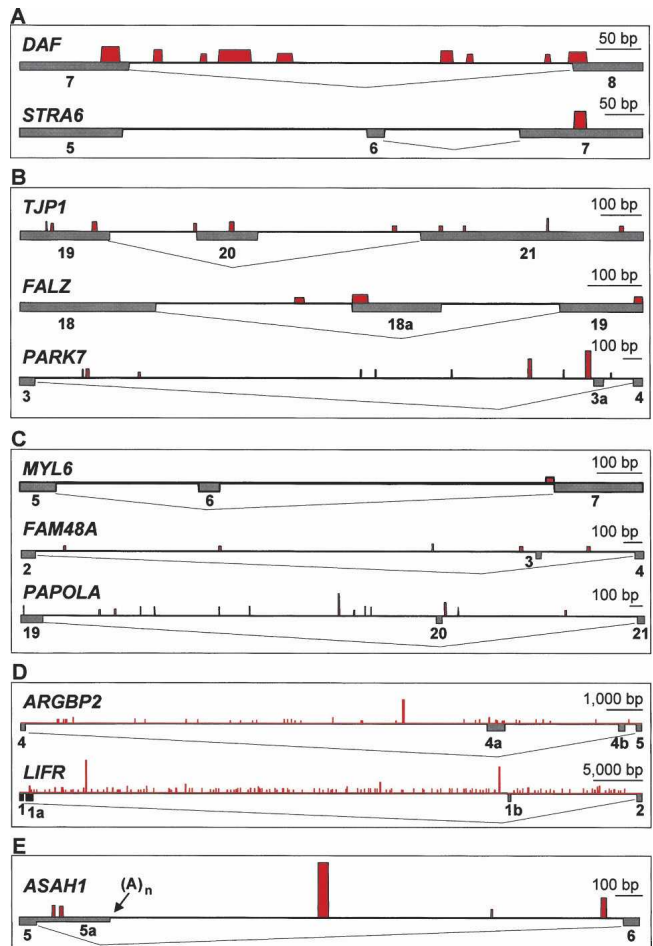 A
DAF 50 bp
7 8
STRA6 50 bp
5 6 7
B
TJP1 100 bp
19 20 21
FALZ 100 bp
18 18a 19
PARK7 100 bp
3 3a 4
C
MYL6 100 bp
5 6 7
FAM48A 100 bp
2 3 4
PAPOLA 100 bp
19 20 21
D
ARGBP2 1,000 bp
4 4a 4b 5
LIFR 5,000 bp
1 1a 1b 2
E
ASAH1 (A)n 100 bp
5 5a 6